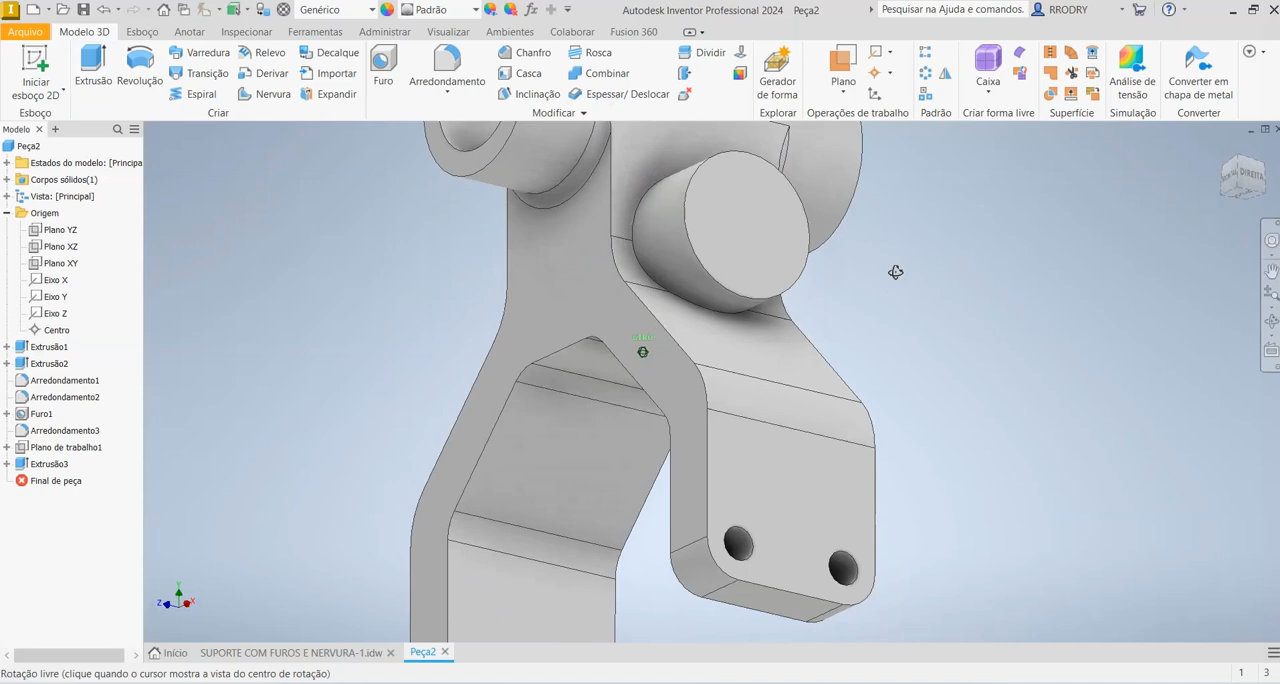 Genérico
Padrão
fx
Autodesk Inventor Professional 2024 Peça2
Pesquisar na Ajuda e comandos.
RRODRY
Arquivo
Modelo 3D
Esboço
Anotar
Inspecionar
Ferramentas
Administrar
Visualizar
Ambientes
Colaborar
Fusion 360
Iniciar
esboço 2D
Esboço
Extrusão
Revolução
Varredura
Transição
Espiral
Relevo
Derivar
Nervura
Decalque
Importar
Expandir
Criar
Furo
Arredondamento
Chanfro
Casca
Inclinação
Rosca
Combinar
Espessar/ Deslocar
Dividir
Modificar
Gerador
de forma
Explorar
Plano
Operações de trabalho
Padrão
Caixa
Criar forma livre
Superfície
Análise de
tensão
Simulação
Converter em
chapa de metal
Converter
Modelo
Peça2
Estados do modelo: [Principa
Corpos sólidos(1)
Vista: [Principal]
Origem
Plano YZ
Plano XZ
Plano XY
Eixo X
Eixo Y
Eixo Z
Centro
Extrusão1
Extrusão2
Arredondamento1
Arredondamento2
Furo1
Arredondamento3
Plano de trabalho1
Extrusão3
Final de peça
DIREITA
Y
Z
X
Início
SUPORTE COM FUROS E NERVURA-1.idw
Peça2
Rotação livre (clique quando o cursor mostra a vista do centro de rotação)
1
3